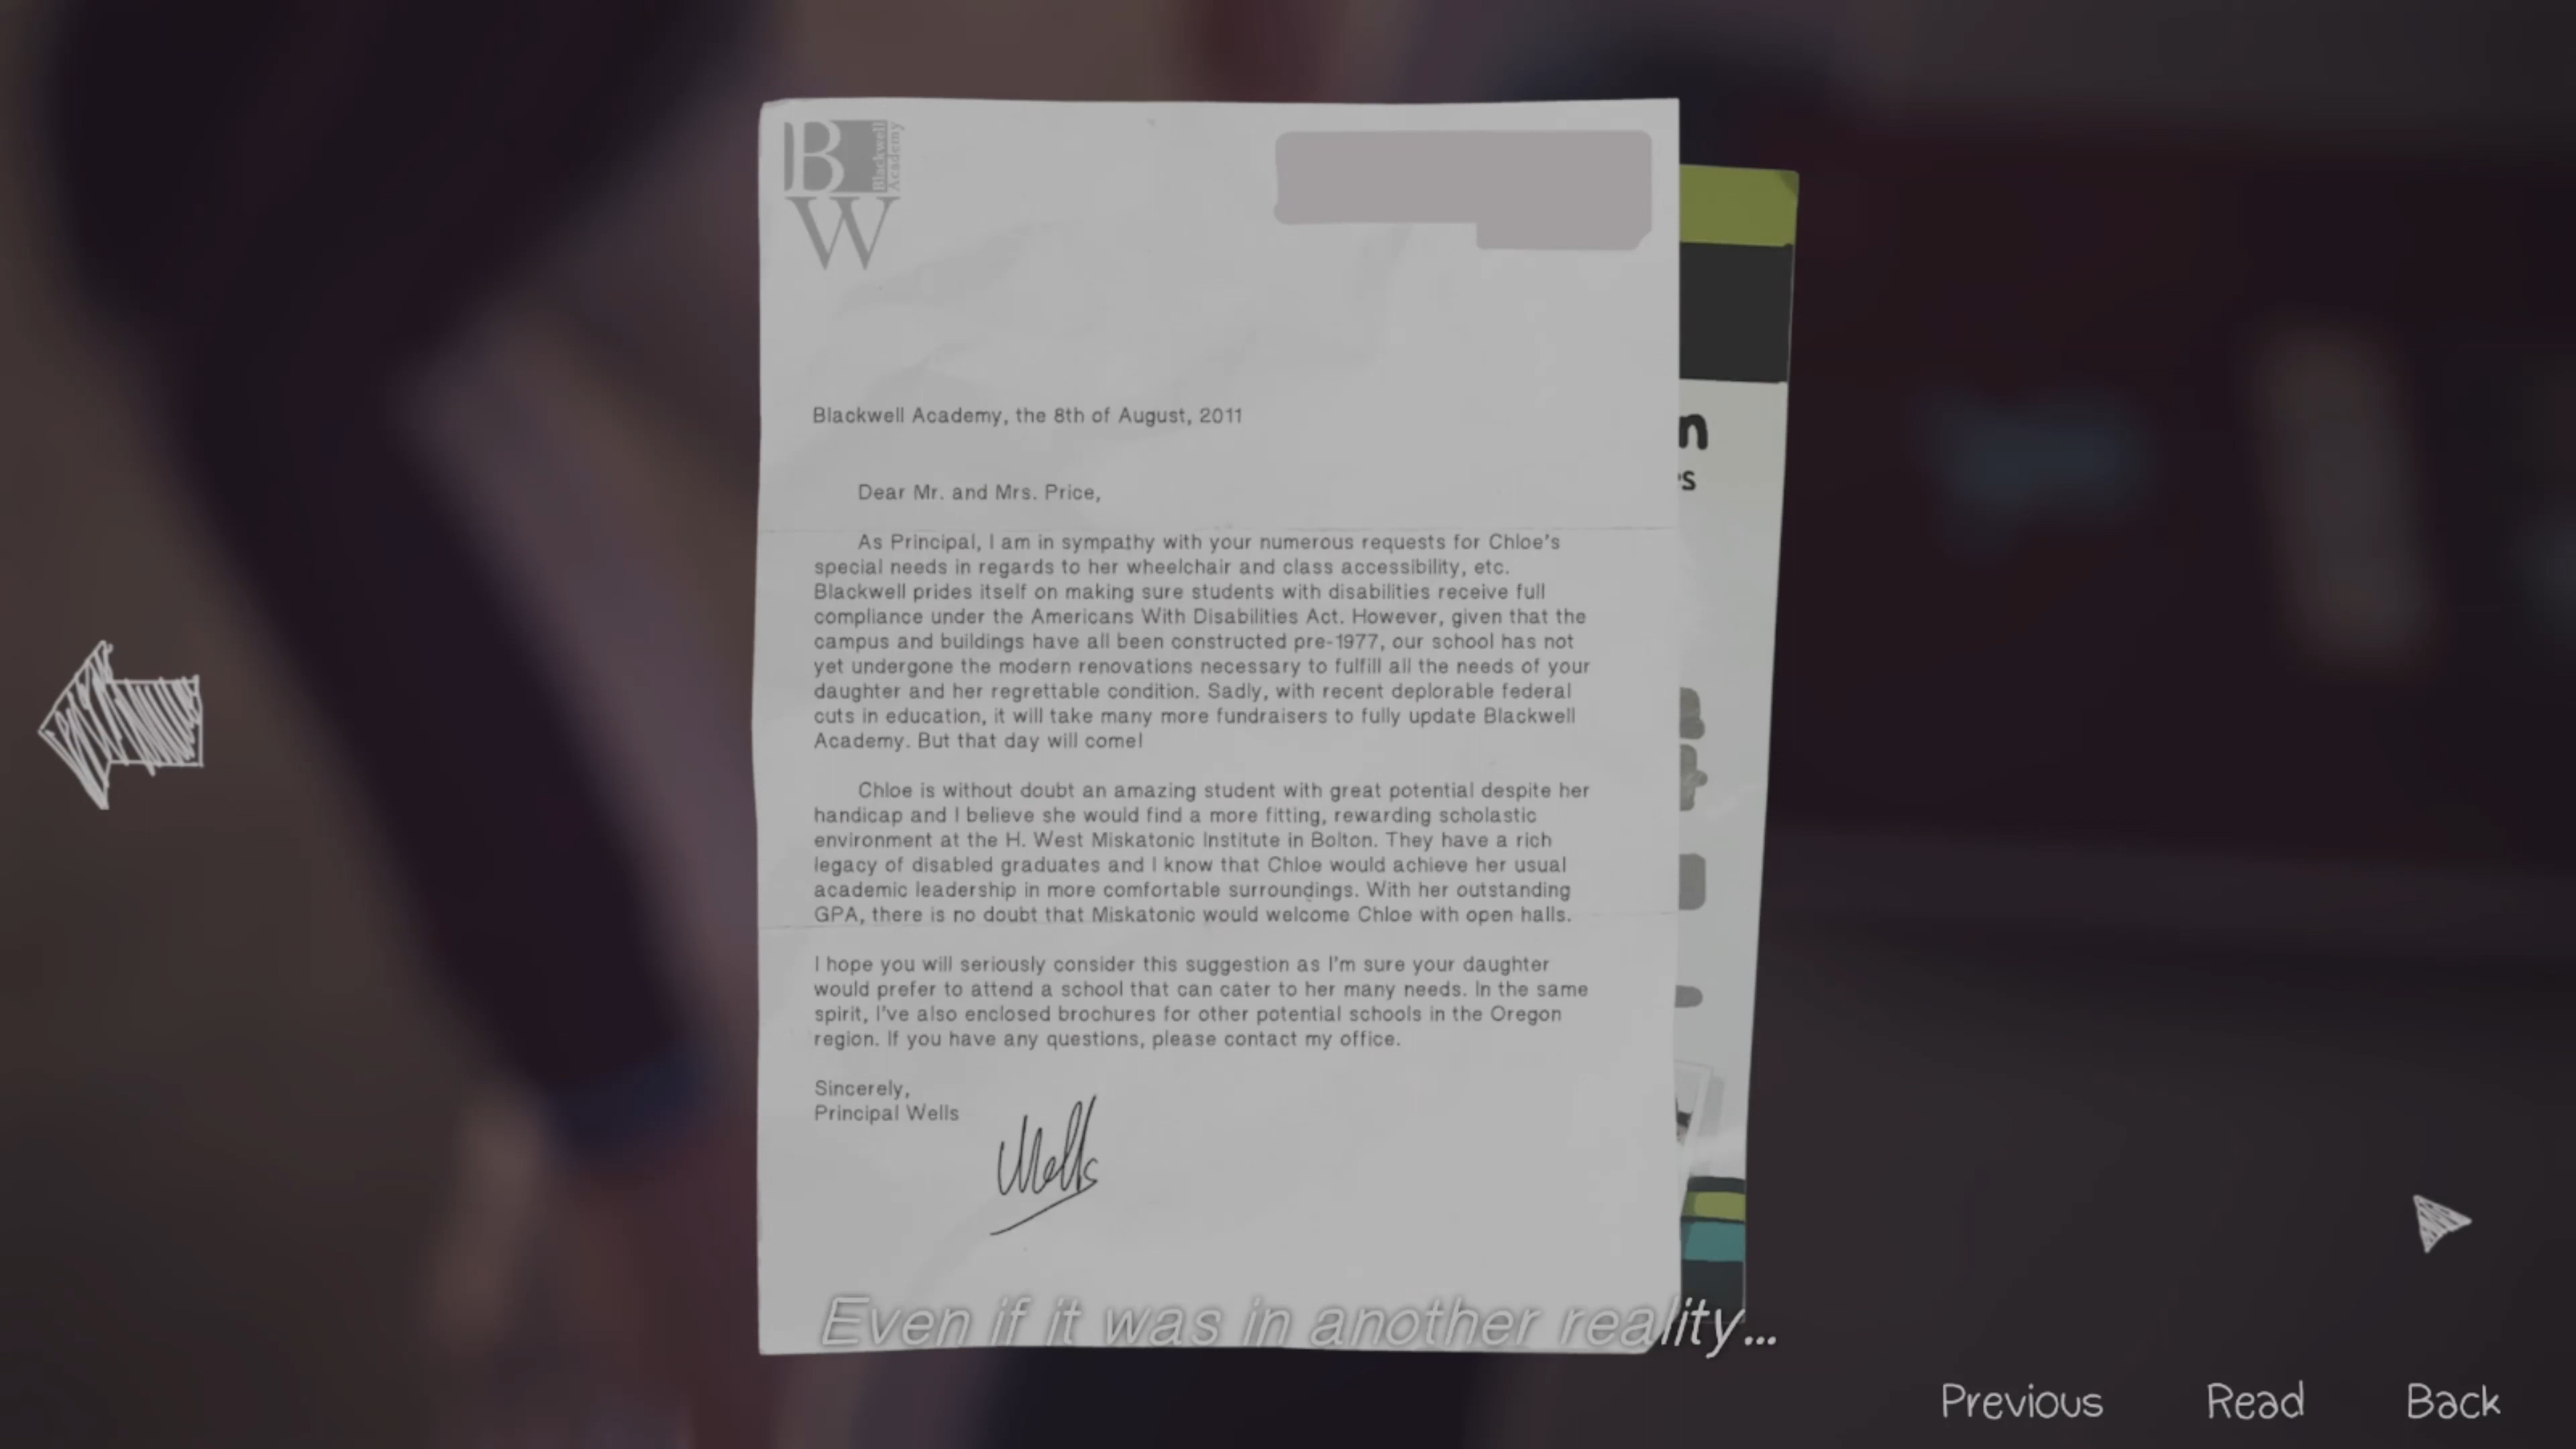 B
W
Blackwell
Academy
n
s
Blackwell Academy, the 8th of August, 2011
Dear Mr. and Mrs. Price,
As Principal, I am in sympathy with your numerous requests for Chloe's
special needs in regards to her wheelchair and class accessibility, etc.
Blackwell prides itself on making sure students with disabilities receive full
compliance under the Americans With Disabilities Act. However, given that the
campus and buildings have all been constructed pre-1977, our school has not
yet undergone the modern renovations necessary to fulfill all the needs of your
daughter and her regrettable condition. Sadly, with recent deplorable federal
cuts in education, it will take many more fundraisers to fully update Blackwell
Academy. But that day will come!
Chloe is without doubt an amazing student with great potential despite her
handicap and I believe she would find a more fitting, rewarding scholastic
environment at the H. West Miskatonic Institute in Bolton. They have a rich
legacy of disabled graduates and I know that Chloe would achieve her usual
academic leadership in more comfortable surroundings. With her outstanding
GPA, there is no doubt that Miskatonic would welcome Chloe with open halls.
I hope you will seriously consider this suggestion as I'm sure your daughter
would prefer to attend a school that can cater to her many needs. In the same
spirit, I've also enclosed brochures for other potential schools in the Oregon
region. If you have any questions, please contact my office.
Sincerely,
Principal Wells
Wells
Even if it was in another reality...
Previous Read Back